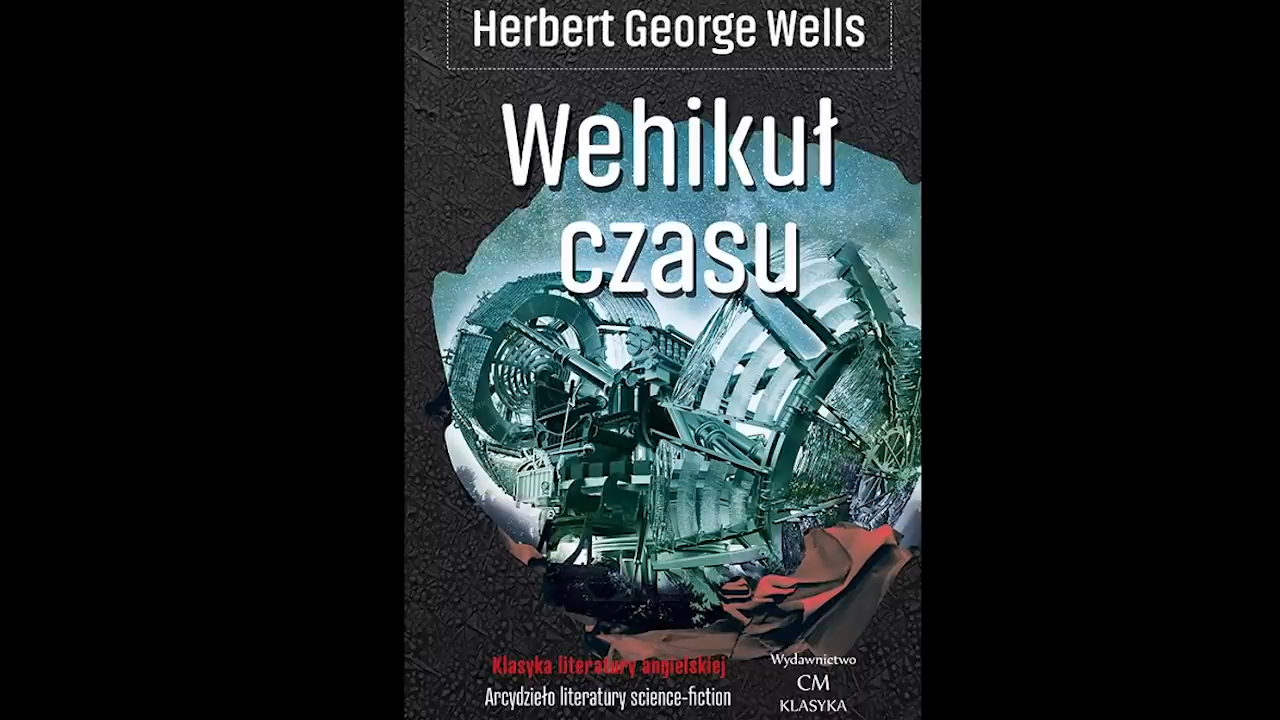 Herbert George Wells
Wehikuł
czasu
Klasyka literatury angielskiej
Arcydzieło literatury science-fiction
Wydawnictwo
CM
KLASYKA